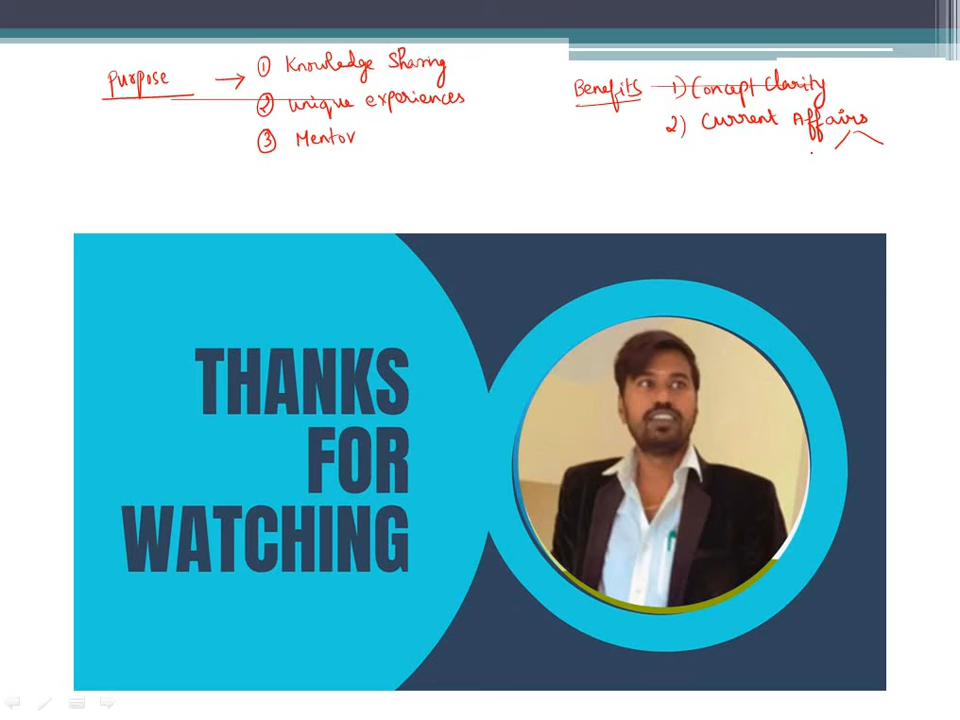 Purpose → ① Knowledge Sharing
② unique experiences
③ Mentor
Benefits 1) Concept Clarity
2) Current Affairs
THANKS
FOR
WATCHING